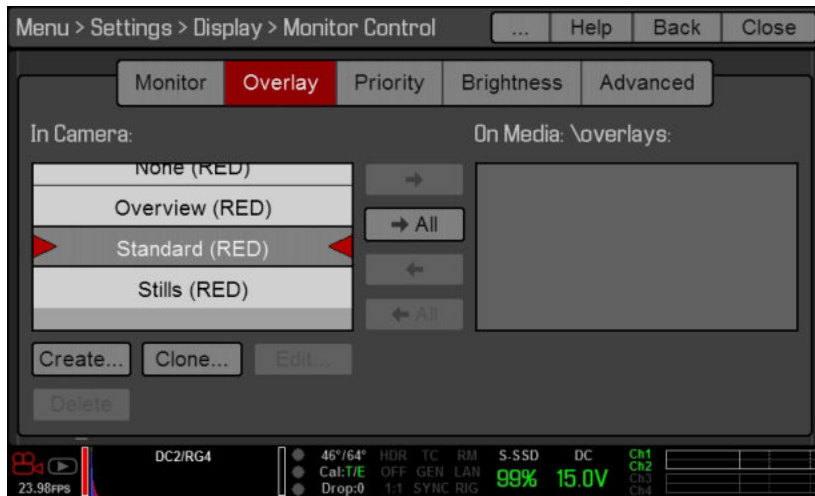 Menu > Settings > Display > Monitor Control ... Help Back Close
Monitor Overlay Priority Brightness Advanced
In Camera:
On Media: \overlays:
None (RED)
Overview (RED)
Standard (RED)
Stills (RED)
→
→ All
←
← All
Create... Clone... Edit...
Delete
DC2/RG4
23.98FPS
46°/64° HDR TC RM
Cal:T/E OFF GEN LAN
Drop:0 1:1 SYNC RIG
S-SSD
99%
DC
15.0V
Ch1
Ch2
Ch3
Ch4